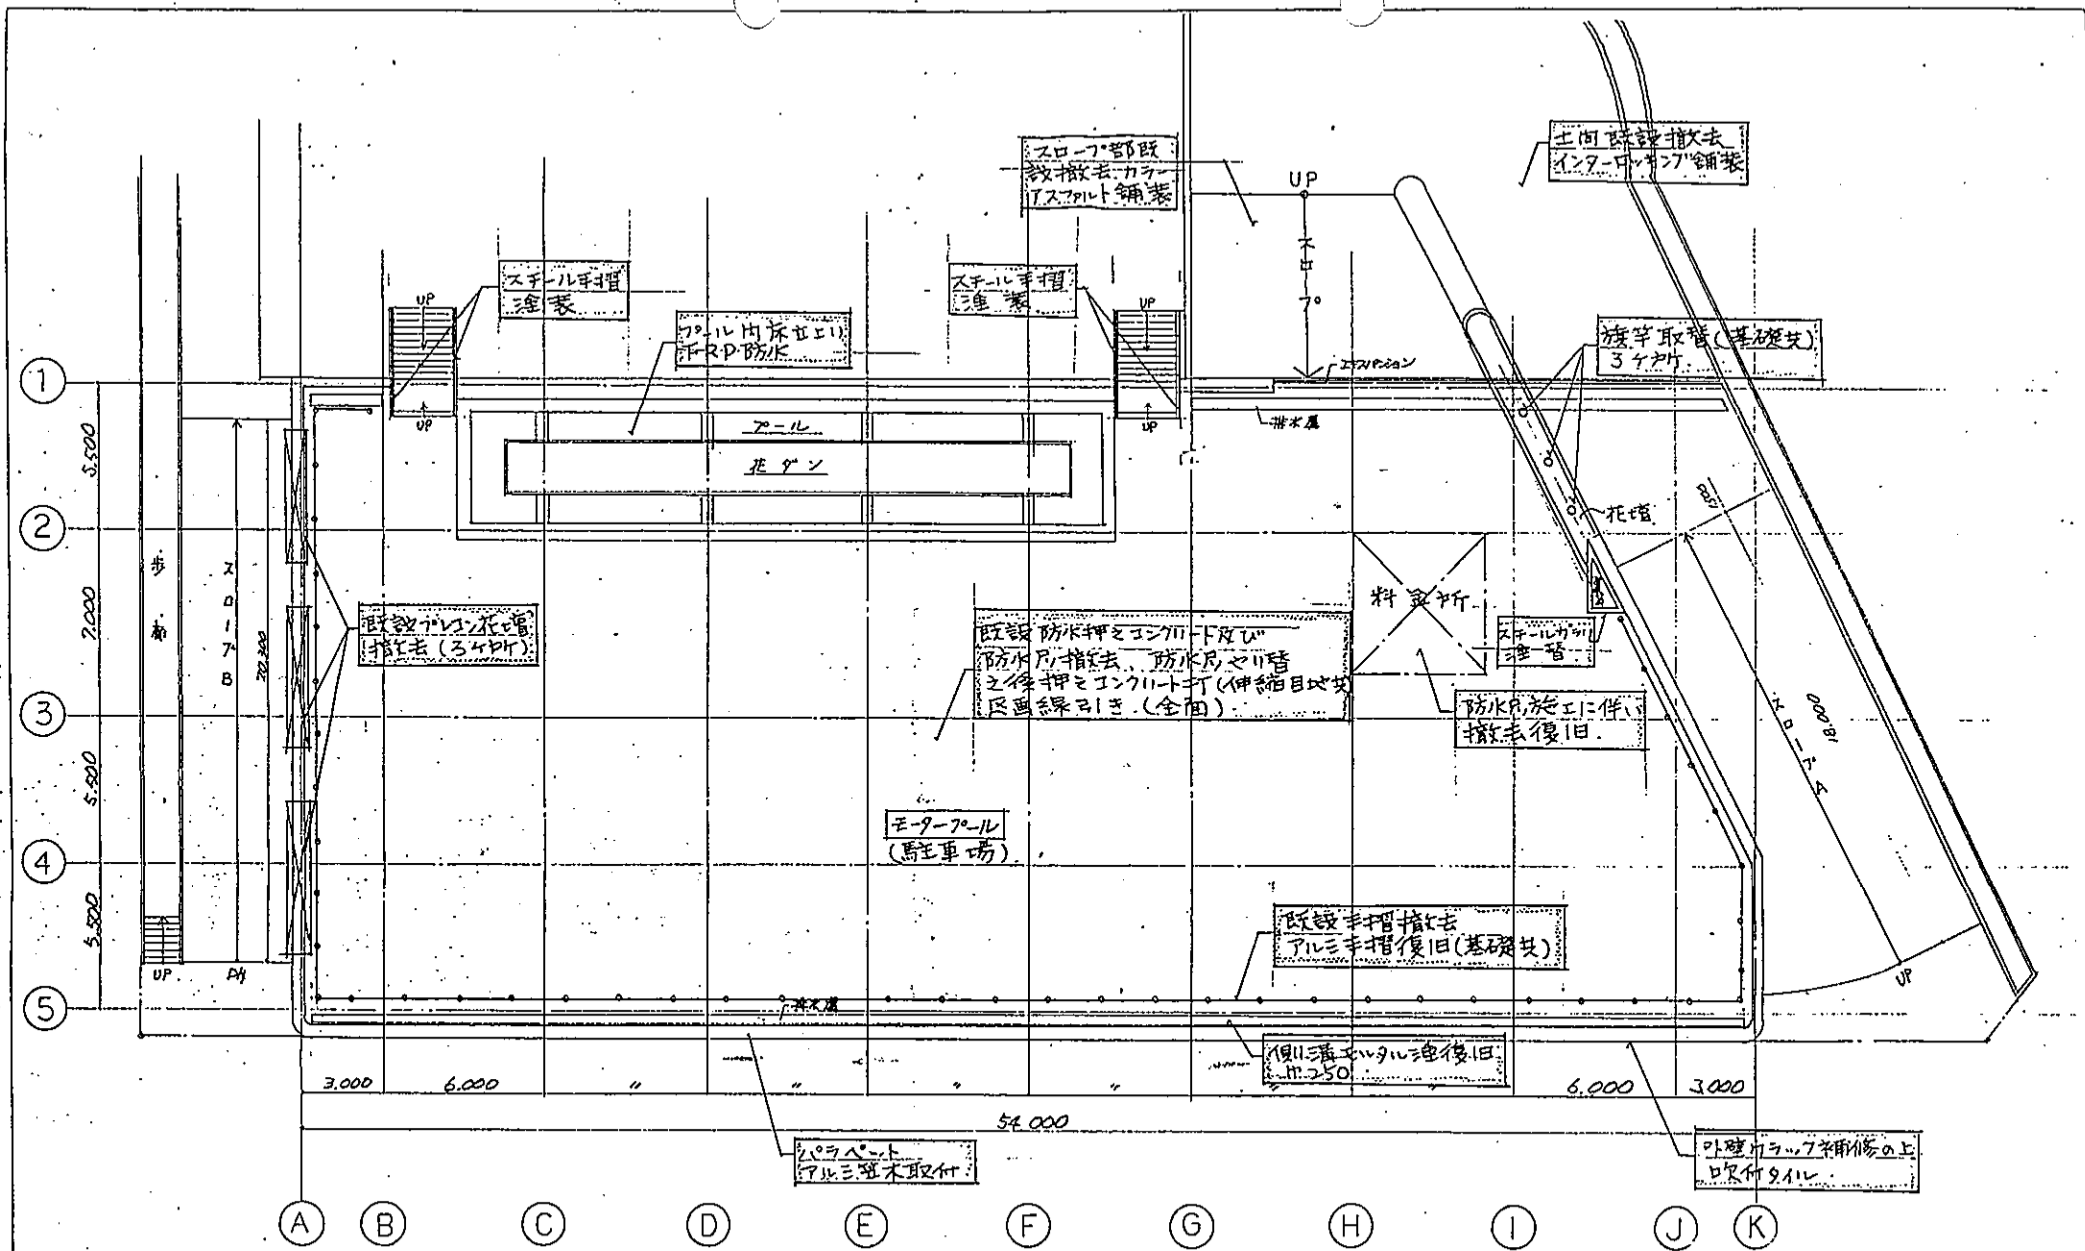 スロープ部既
設撤去.カラー
アスファルト舗装
土間既設撤去
インターロッキング舗装
UP
スロープ
スチール手摺
塗装
スチール手摺
塗装
UP
UP
プール内床立上り
F.R.P.防水
旗竿取替(基礎共)
3ケ所.
エキスパンション
①
UP
UP
排水溝
プール
花ダン
5.500
②
花壇
歩廊
スロープB
20.200
料金所
7.000
既設プレコン花壇
撤去(3ケ所)
既設防水押エコンクリート及び
防水層撤去、防水層ヤリ替
之後押エコンクリート打(伸縮目地共)
区画線引き.(全面)
スチールガラリ
塗替
防水層施工に伴い
撤去復旧.
③
18.000
スロープA
5.500
モータープール
(駐車場)
④
既設手摺撤去
アルミ手摺復旧(基礎共)
5.500
UP
DN
UP
⑤
排水溝
側溝モルタル塗復旧
巾250
3.000
6.000
〃
〃
〃
〃
〃
〃
6.000
3.000
54.000
パラペット
アルミ笠木取付
外壁クラック補修の上
吹付タイル
A B C D E F G H I J K